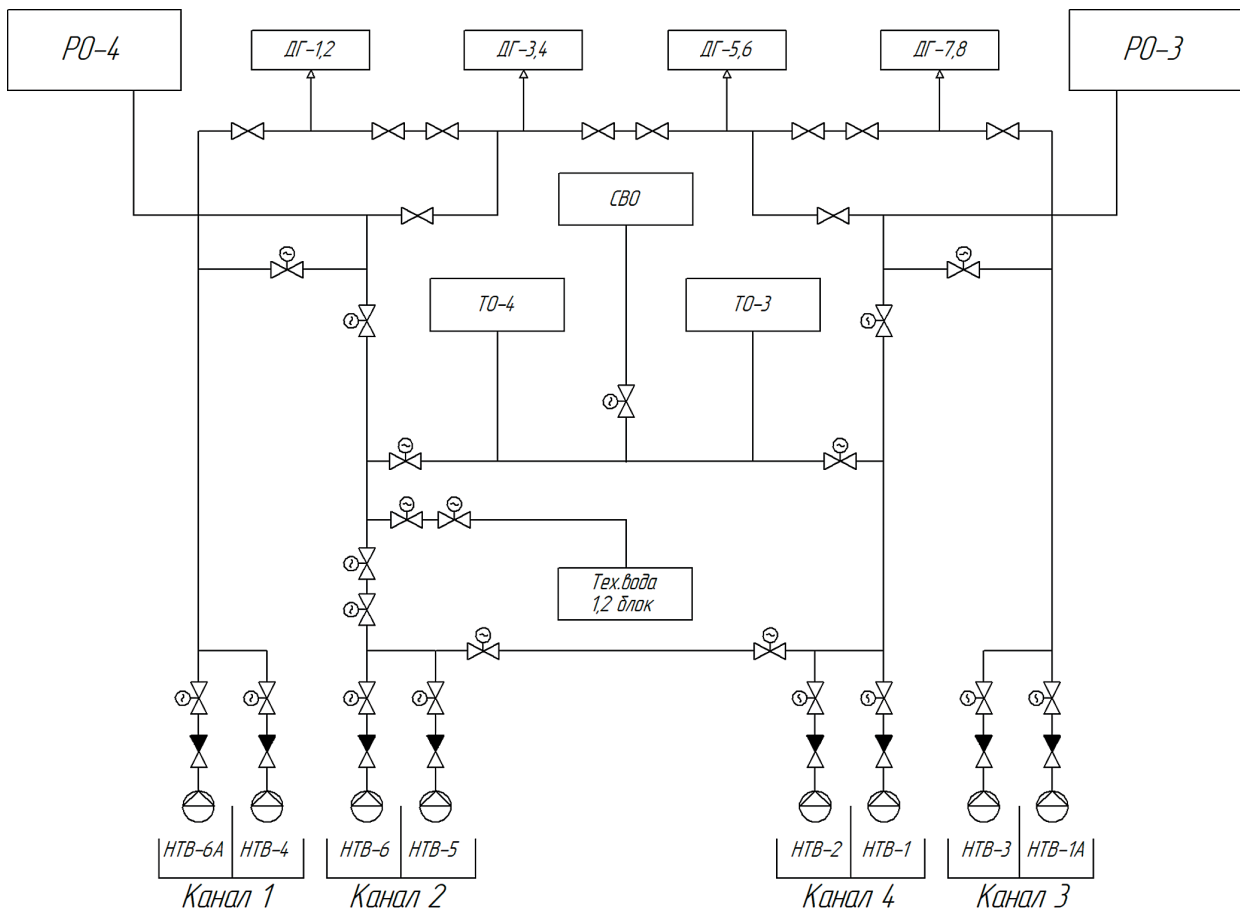 РО-4
ДГ-1,2
ДГ-3,4
ДГ-5,6
ДГ-7,8
РО-3
СВО
ТО-4
ТО-3
Тех.вода
1,2 блок
НТВ-6А
НТВ-4
НТВ-6
НТВ-5
НТВ-2
НТВ-1
НТВ-3
НТВ-1А
Канал 1
Канал 2
Канал 4
Канал 3